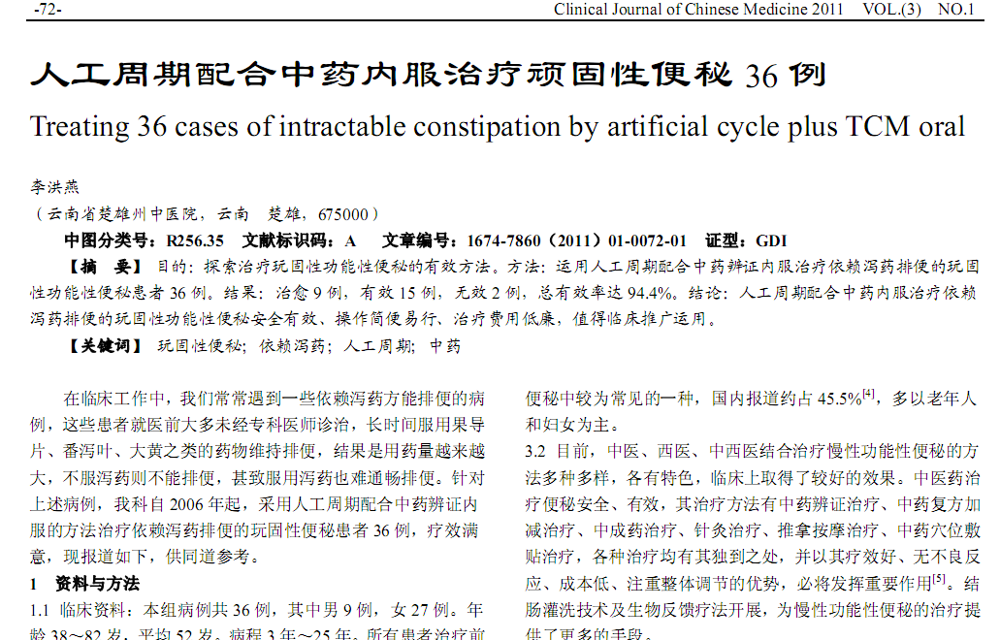 -72-
Clinical Journal of Chinese Medicine 2011 VOL.(3) NO.1
人工周期配合中药内服治疗顽固性便秘 36 例
Treating 36 cases of intractable constipation by artificial cycle plus TCM oral
李洪燕
（云南省楚雄州中医院，云南 楚雄，675000）
中图分类号：R256.35 文献标识码：A 文章编号：1674-7860（2011）01-0072-01 证型：GDI
【摘 要】 目的：探索治疗玩固性功能性便秘的有效方法。方法：运用人工周期配合中药辨证内服治疗依赖泻药排便的玩固
性功能性便秘患者 36 例。结果：治愈 9 例，有效 15 例，无效 2 例，总有效率达 94.4%。结论：人工周期配合中药内服治疗依赖
泻药排便的玩固性功能性便秘安全有效、操作简便易行、治疗费用低廉，值得临床推广运用。
【关键词】 玩固性便秘；依赖泻药；人工周期；中药
在临床工作中，我们常常遇到一些依赖泻药方能排便的病
例，这些患者就医前大多未经专科医师诊治，长时间服用果导
片、番泻叶、大黄之类的药物维持排便，结果是用药量越来越
大，不服泻药则不能排便，甚致服用泻药也难通畅排便。针对
上述病例，我科自 2006 年起，采用人工周期配合中药辨证内
服的方法治疗依赖泻药排便的玩固性便秘患者 36 例，疗效满
意，现报道如下，供同道参考。
1 资料与方法
1.1 临床资料：本组病例共 36 例，其中男 9 例，女 27 例。年
龄 38～82 岁，平均 52 岁。病程 3 年～25 年。所有患者治疗前
便秘中较为常见的一种，国内报道约占 45.5%[4]，多以老年人
和妇女为主。
3.2 目前，中医、西医、中西医结合治疗慢性功能性便秘的方
法多种多样，各有特色，临床上取得了较好的效果。中医药治
疗便秘安全、有效，其治疗方法有中药辨证治疗、中药复方加
减治疗、中成药治疗、针灸治疗、推拿按摩治疗、中药穴位敷
贴治疗，各种治疗均有其独到之处，并以其疗效好、无不良反
应、成本低、注重整体调节的优势，必将发挥重要作用[5]。结
肠灌洗技术及生物反馈疗法开展，为慢性功能性便秘的治疗提
供了更多的手段。